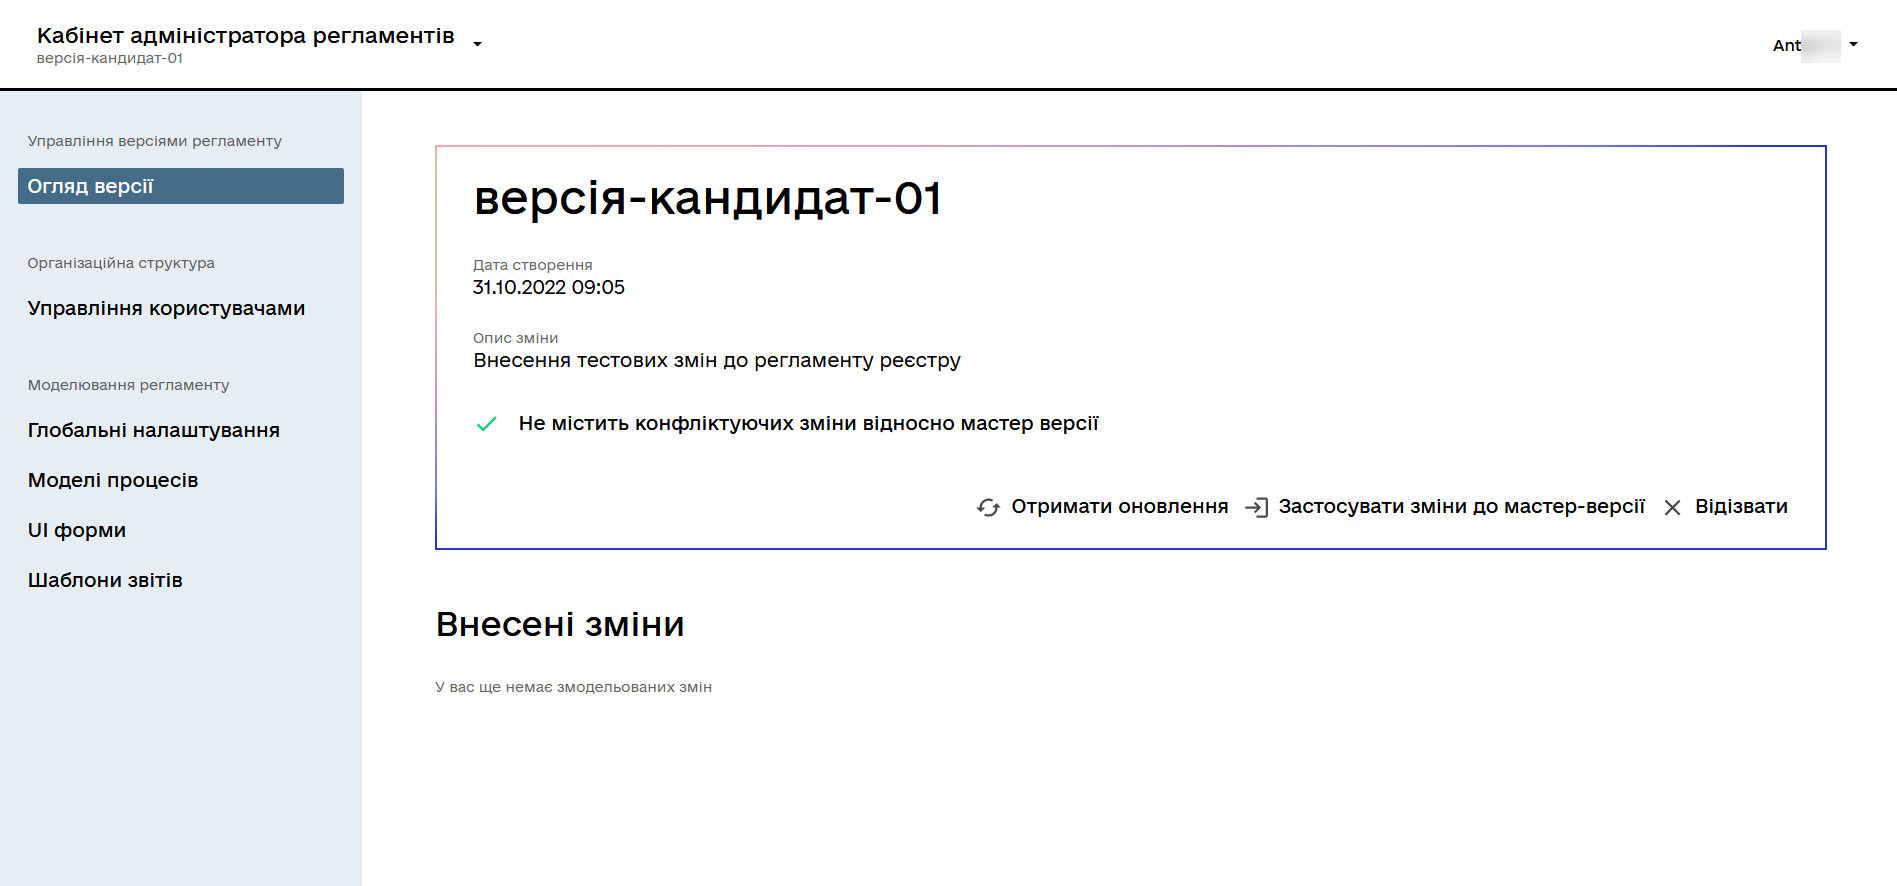 Кабінет адміністратора регламентів
версія-кандидат-01
Ant
Управління версіями регламенту
Огляд версії
Організаційна структура
Управління користувачами
Моделювання регламенту
Глобальні налаштування
Моделі процесів
UI форми
Шаблони звітів
версія-кандидат-01
Дата створення
31.10.2022 09:05
Опис зміни
Внесення тестових змін до регламенту реєстру
Не містить конфліктуючих зміни відносно мастер версії
Отримати оновлення Застосувати зміни до мастер-версії Відізвати
Внесені зміни
У вас ще немає змодельованих змін